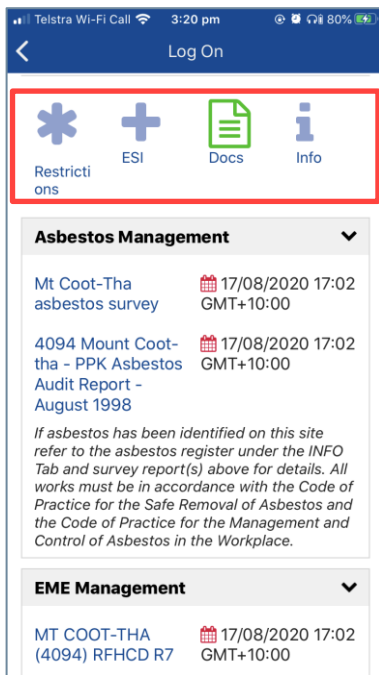 Telstra Wi-Fi Call 3:20 pm 80%
Log On
Restricti
ons
ESI
Docs
Info
Asbestos Management
Mt Coot-Tha
asbestos survey
17/08/2020 17:02
GMT+10:00
4094 Mount Coot-
tha - PPK Asbestos
Audit Report -
August 1998
17/08/2020 17:02
GMT+10:00
If asbestos has been identified on this site
refer to the asbestos register under the INFO
Tab and survey report(s) above for details. All
works must be in accordance with the Code of
Practice for the Safe Removal of Asbestos and
the Code of Practice for the Management and
Control of Asbestos in the Workplace.
EME Management
MT COOT-THA
(4094) RFHCD R7
17/08/2020 17:02
GMT+10:00